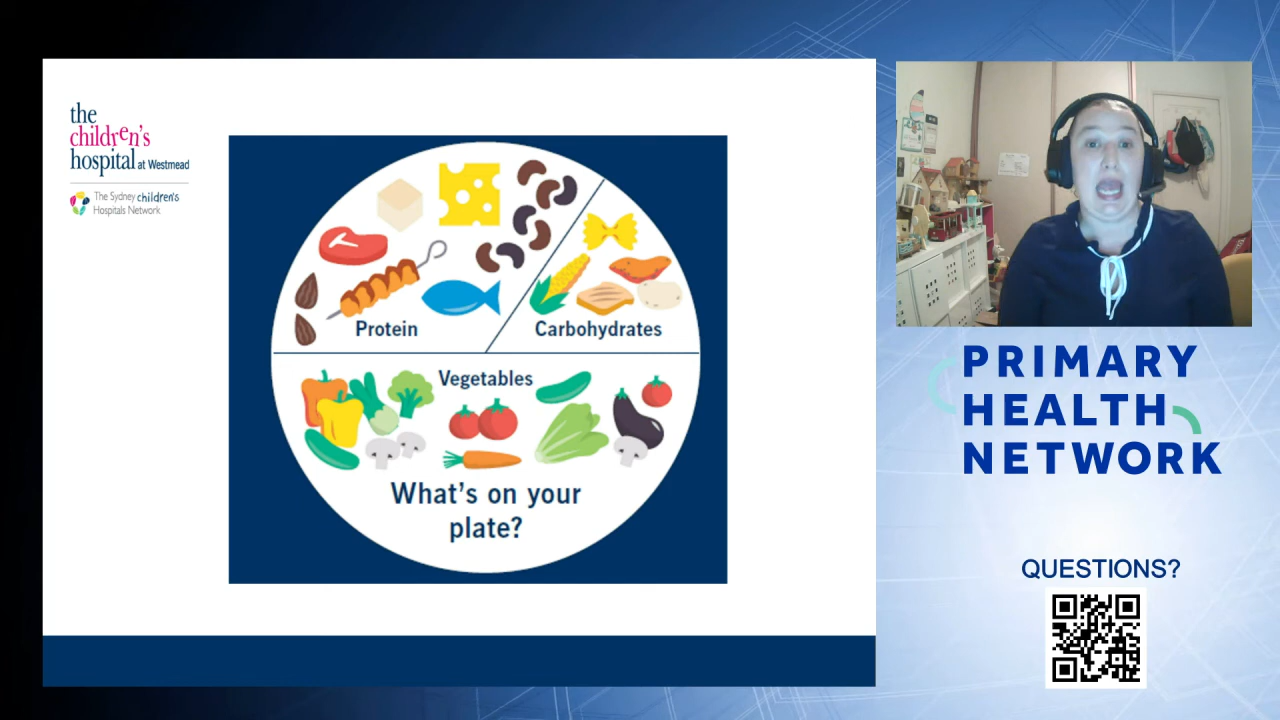 the
children's
hospital at Westmead
The Sydney children's
Hospitals Network
Protein
Carbohydrates
Vegetables
What's on your
plate?
PRIMARY
HEALTH
NETWORK
QUESTIONS?